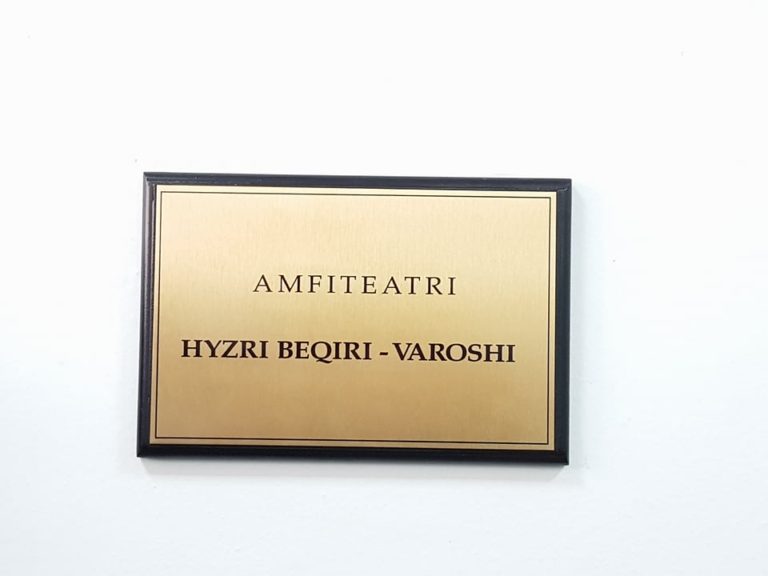 AMFITEATRI
HYZRI BEQIRI - VAROSHI